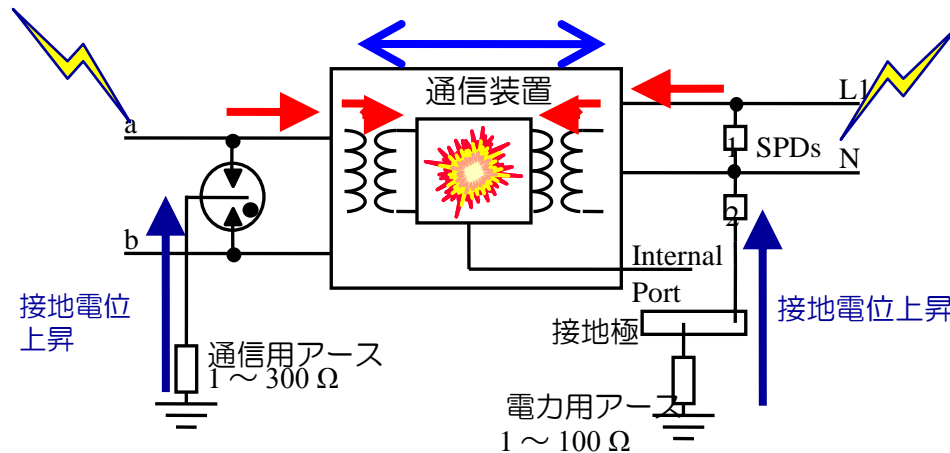 通信装置
a
L1
1
SPDs
N
2
b
Internal
Port
接地電位
上昇
接地電位上昇
接地極
通信用アース
1 ～ 300 Ω
電力用アース
1 ～ 100 Ω